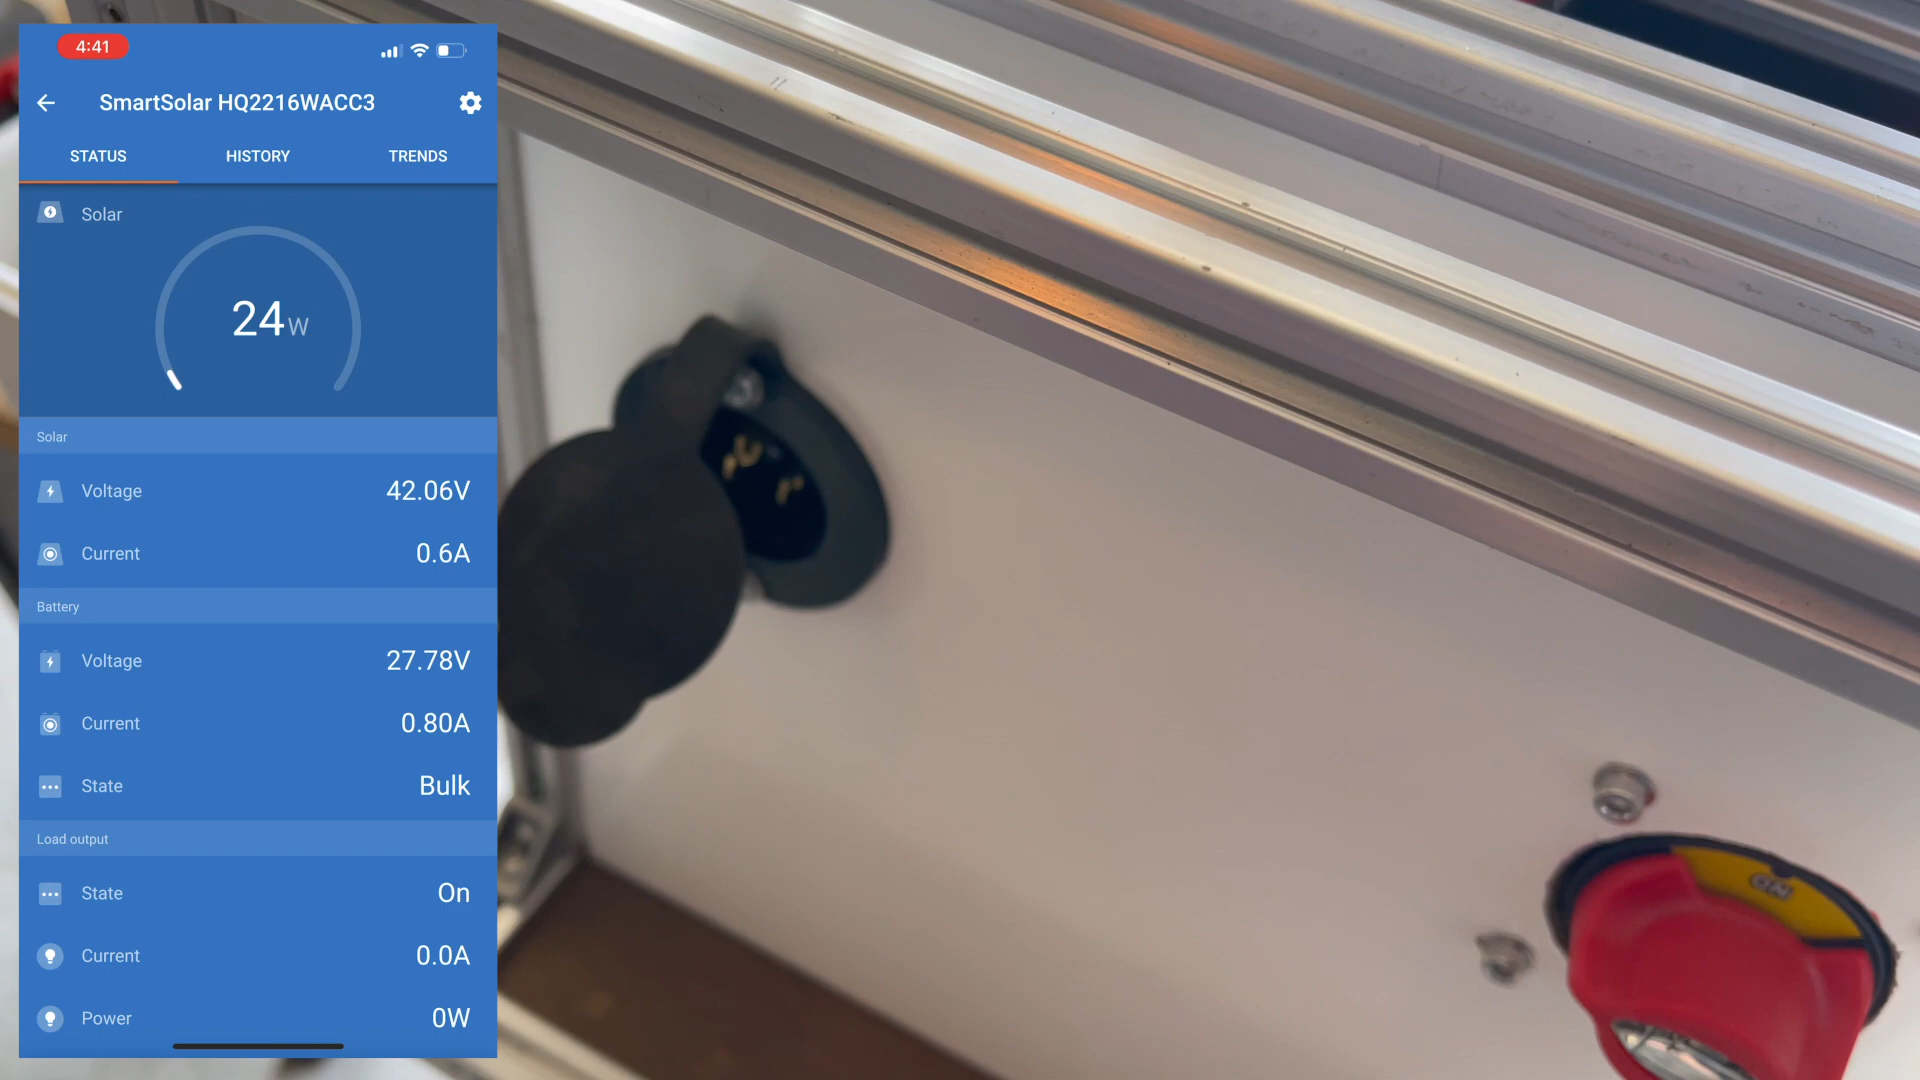 4:41
SmartSolar HQ2216WACC3
STATUS HISTORY TRENDS
Solar
24W
Solar
Voltage 42.06V
Current 0.6A
Battery
Voltage 27.78V
Current 0.80A
State Bulk
Load output
State On
Current 0.0A
Power 0W
ON